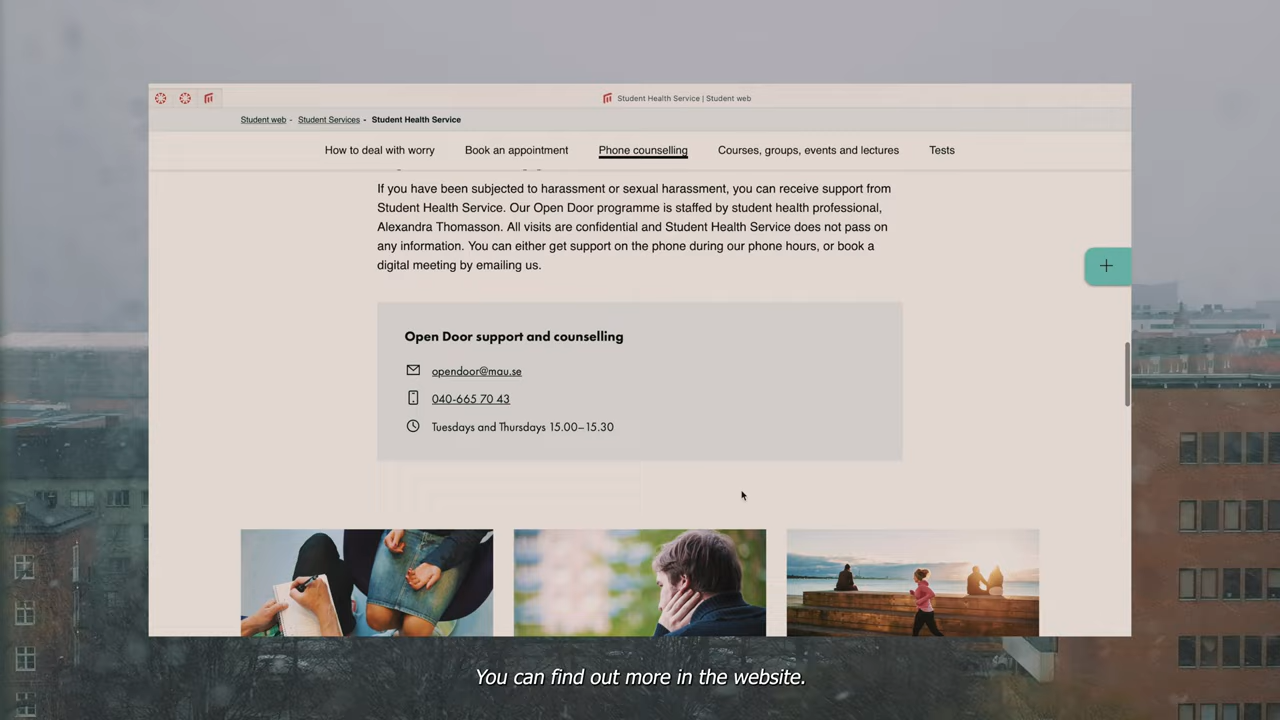 Student Health Service | Student web
Student web - Student Services - Student Health Service
How to deal with worry Book an appointment Phone counselling Courses, groups, events and lectures Tests
If you have been subjected to harassment or sexual harassment, you can receive support from
Student Health Service. Our Open Door programme is staffed by student health professional,
Alexandra Thomasson. All visits are confidential and Student Health Service does not pass on
any information. You can either get support on the phone during our phone hours, or book a
digital meeting by emailing us.
Open Door support and counselling
opendoor@mau.se
040-665 70 43
Tuesdays and Thursdays 15.00–15.30
You can find out more in the website.